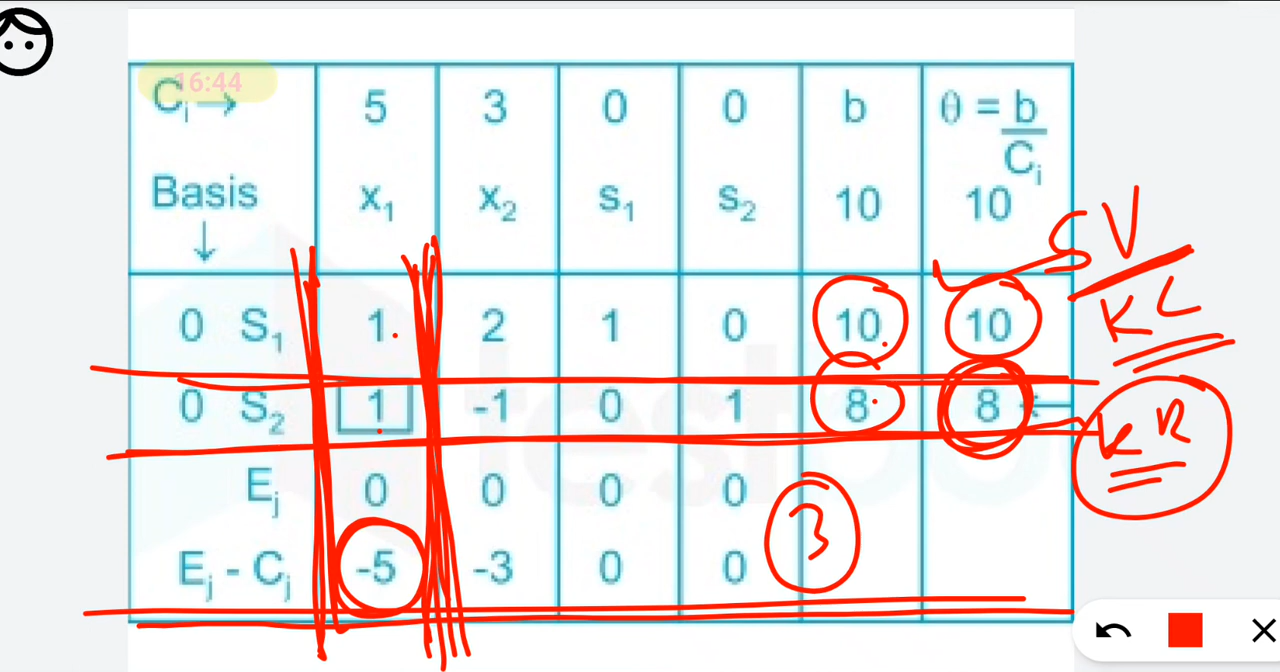 16:44
Cᵢ→ 5 3 0 0 b θ = b/Cᵢ
Basis ↓ x₁ x₂ s₁ s₂ 10 10
0 S₁ 1 2 1 0 10 10
0 S₂ 1 -1 0 1 8 8 ←
Eⱼ 0 0 0 0
Eⱼ - Cⱼ -5 -3 0 0
3
SV
KC
KR